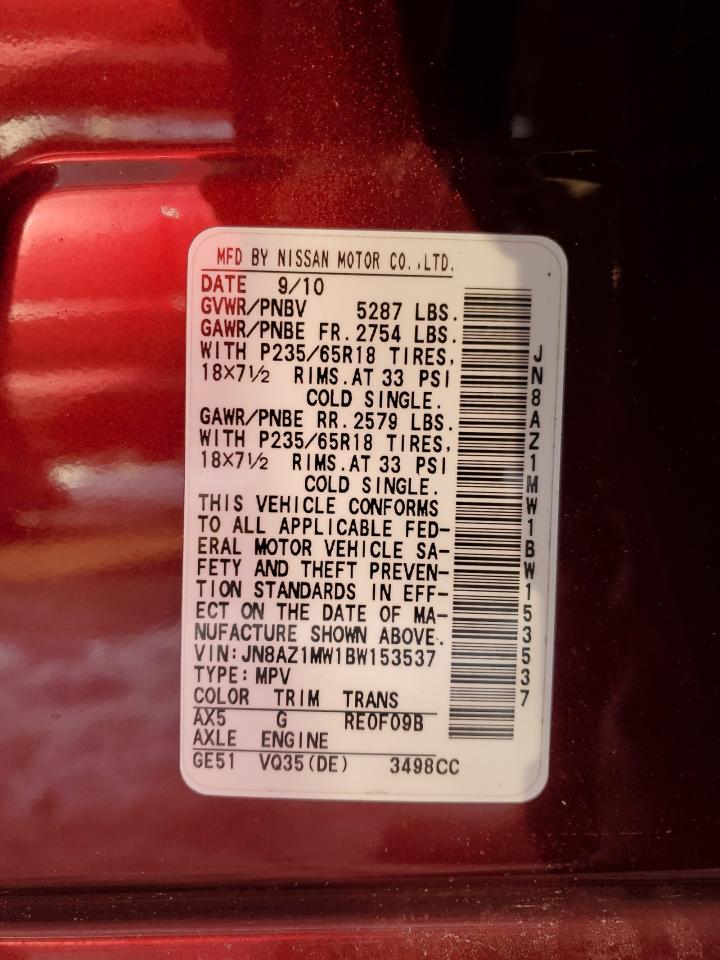 MFD BY NISSAN MOTOR CO.,LTD.
DATE 9/10
GVWR/PNBV 5287 LBS.
GAWR/PNBE FR. 2754 LBS.
WITH P235/65R18 TIRES,
18×7½ RIMS.AT 33 PSI
COLD SINGLE.
GAWR/PNBE RR. 2579 LBS.
WITH P235/65R18 TIRES,
18×7½ RIMS.AT 33 PSI
COLD SINGLE.
THIS VEHICLE CONFORMS
TO ALL APPLICABLE FED-
ERAL MOTOR VEHICLE SA-
FETY AND THEFT PREVEN-
TION STANDARDS IN EFF-
ECT ON THE DATE OF MA-
NUFACTURE SHOWN ABOVE.
VIN:JN8AZ1MW1BW153537
TYPE:MPV
COLOR TRIM TRANS
AX5 G RE0F09B
AXLE ENGINE
GE51 VQ35(DE) 3498CC
JN8AZ1MW1BW153537